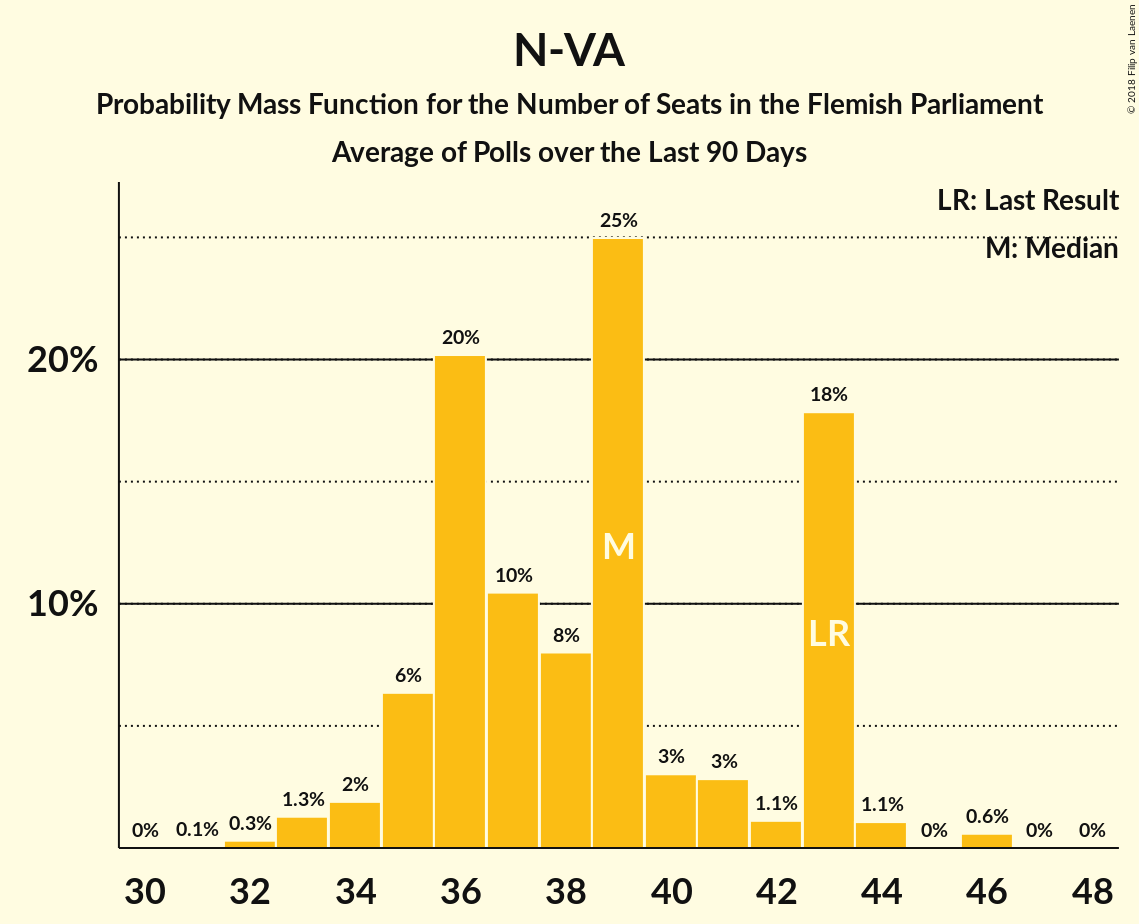 N-VA
Probability Mass Function for the Number of Seats in the Flemish Parliament
Average of Polls over the Last 90 Days
© 2018 Filip van Laenen
LR: Last Result
M: Median
20%
10%
0%
0.1%
0.3%
1.3%
2%
6%
20%
10%
8%
25%
3%
3%
1.1%
18%
1.1%
0%
0.6%
0%
0%
M
LR
30 32 34 36 38 40 42 44 46 48